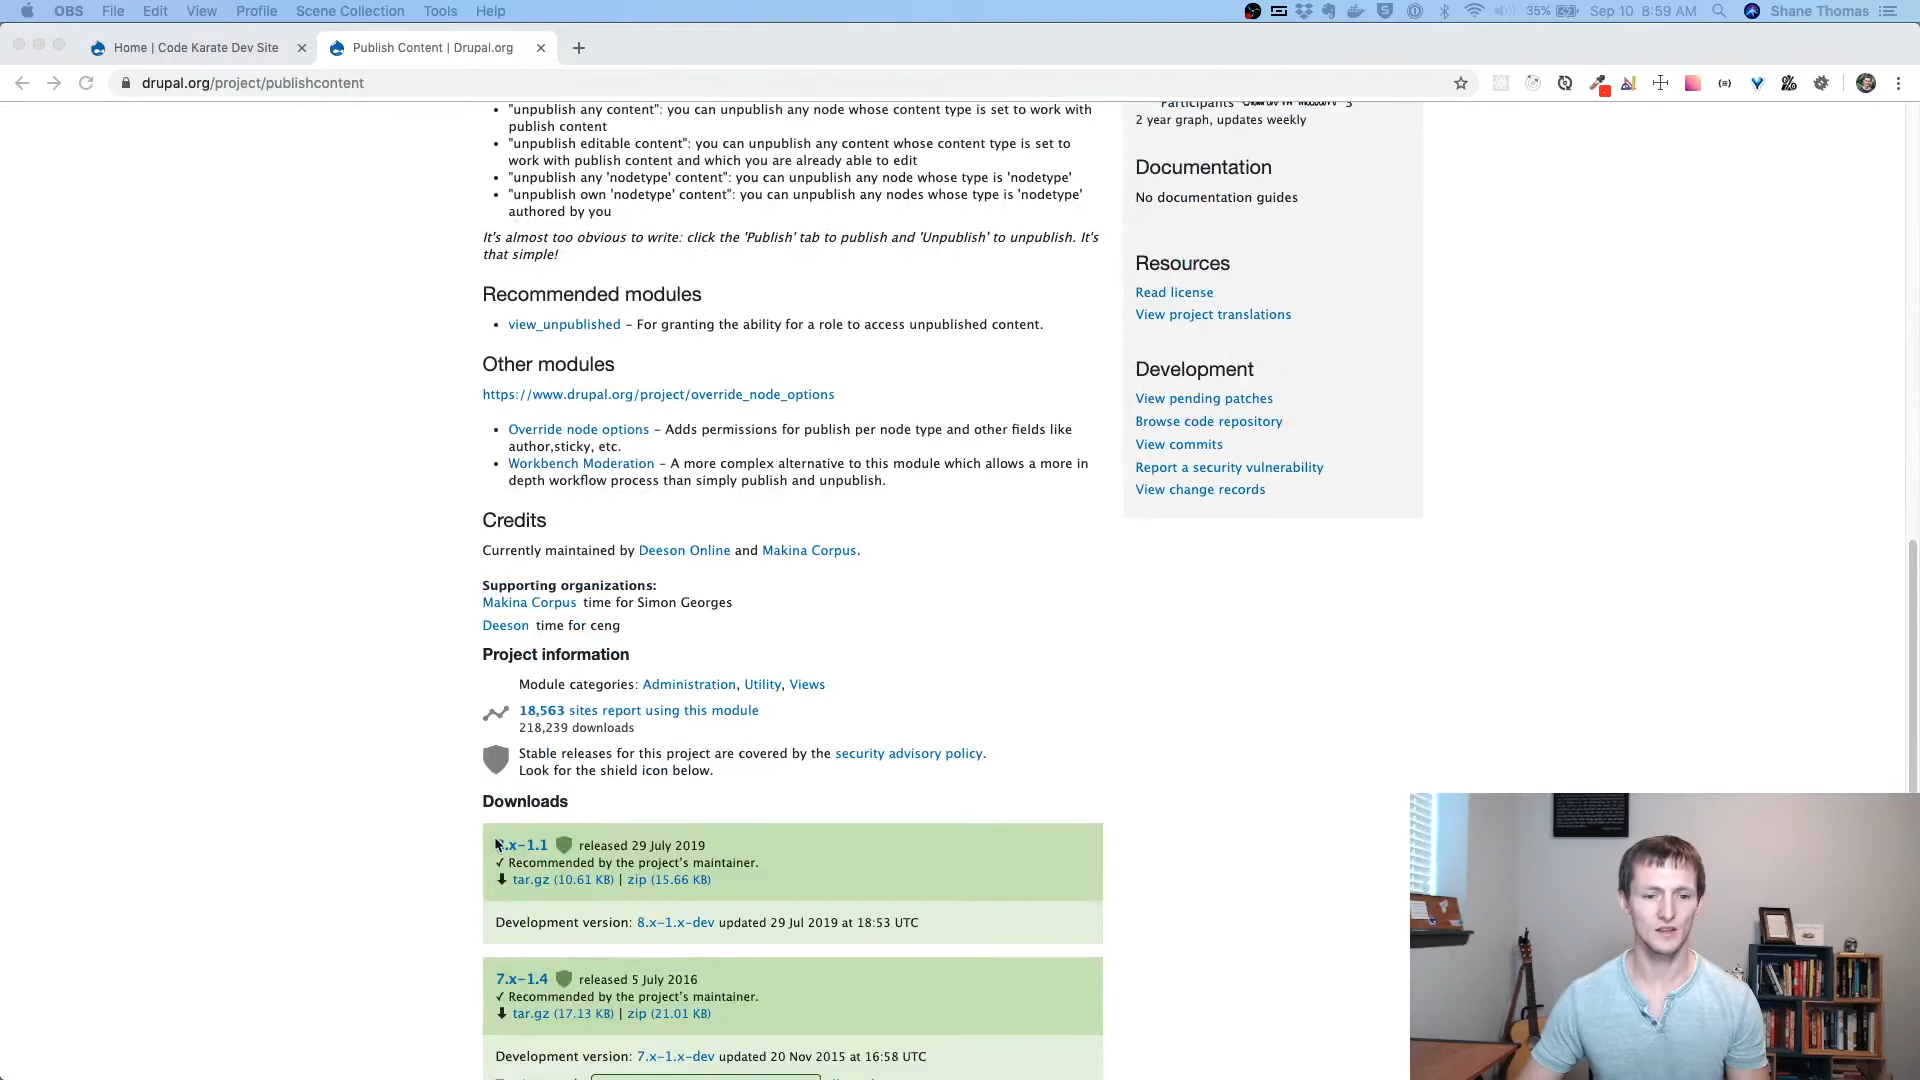 OBS File Edit View Profile Scene Collection Tools Help 35% Sep 10 8:59 AM Shane Thomas
Home | Code Karate Dev Site
Publish Content | Drupal.org
drupal.org/project/publishcontent
• "unpublish any content": you can unpublish any node whose content type is set to work with
publish content
• "unpublish editable content": you can unpublish any content whose content type is set to
work with publish content and which you are already able to edit
• "unpublish any 'nodetype' content": you can unpublish any node whose type is 'nodetype'
• "unpublish own 'nodetype' content": you can unpublish any nodes whose type is 'nodetype'
authored by you
It's almost too obvious to write: click the 'Publish' tab to publish and 'Unpublish' to unpublish. It's
that simple!
Recommended modules
• view_unpublished – For granting the ability for a role to access unpublished content.
Other modules
https://www.drupal.org/project/override_node_options
• Override node options – Adds permissions for publish per node type and other fields like
author,sticky, etc.
• Workbench Moderation – A more complex alternative to this module which allows a more in
depth workflow process than simply publish and unpublish.
Credits
Currently maintained by Deeson Online and Makina Corpus.
Supporting organizations:
Makina Corpus time for Simon Georges
Deeson time for ceng
Project information
Module categories: Administration, Utility, Views
18,563 sites report using this module
218,239 downloads
Stable releases for this project are covered by the security advisory policy.
Look for the shield icon below.
Downloads
.x-1.1 released 29 July 2019
✓ Recommended by the project's maintainer.
tar.gz (10.61 KB) | zip (15.66 KB)
Development version: 8.x-1.x-dev updated 29 Jul 2019 at 18:53 UTC
7.x-1.4 released 5 July 2016
✓ Recommended by the project's maintainer.
tar.gz (17.13 KB) | zip (21.01 KB)
Development version: 7.x-1.x-dev updated 20 Nov 2015 at 16:58 UTC
Participants 3
2 year graph, updates weekly
Documentation
No documentation guides
Resources
Read license
View project translations
Development
View pending patches
Browse code repository
View commits
Report a security vulnerability
View change records